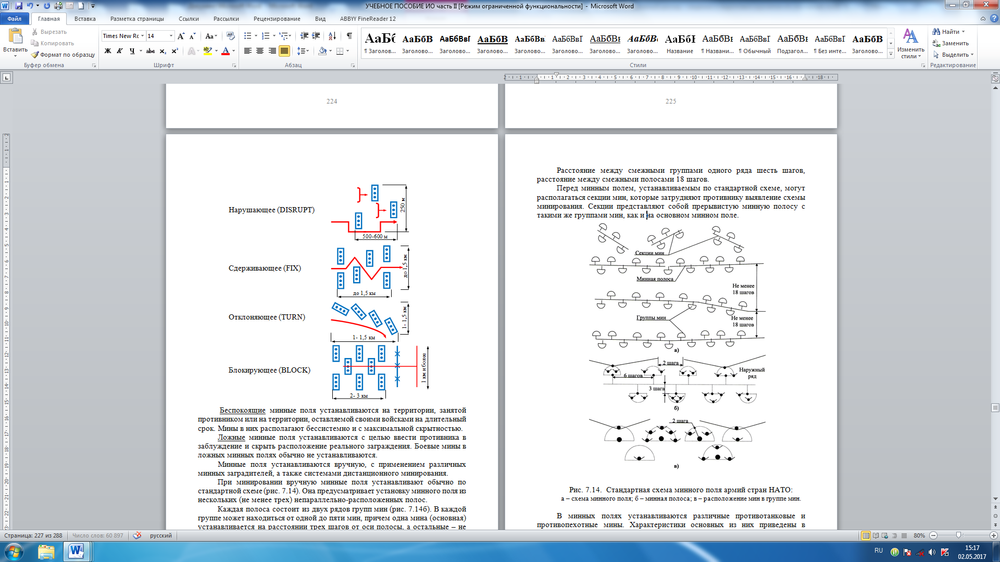 УЧЕБНОЕ ПОСОБИЕ ИО часть II [Режим ограниченной функциональности] - Microsoft Word
Файл Главная Вставка Разметка страницы Ссылки Рассылки Рецензирование Вид ABBYY FineReader 12
Вставить
Вырезать
Копировать
Формат по образцу
Буфер обмена
Times New Rc 14
Ж К Ч abc x₂ x²
Шрифт
Абзац
АаБб АаБбВ АаБбВвГ АаБбВ АаБбВв АаБбВвГ АаБбВв АаБбВв АаБбІ АаБбВв АаБбВвГ АаБбВв АаБбВвГ АаБбВ
¶ Заголов... Заголово... Заголово... Заголово... Заголово... Заголово... Заголово... Заголово... Название ¶ Названи... ¶ Обычный Подзагол... ¶ Без инте... Заголово...
Стили
Изменить
стили
Найти
Заменить
Выделить
Редактирование
224
Нарушающее (DISRUPT)
250 м
500-600 м
Сдерживающее (FIX)
до 1,5 км
до 1,5 км
Отклоняющее (TURN)
1- 1,5 км
1- 1,5 км
Блокирующее (BLOCK)
1 км и более
2- 3 км
Беспокоящие минные поля устанавливаются на территории, занятой
противником или на территории, оставляемой своими войсками на длительный
срок. Мины в них располагают бессистемно и с максимальной скрытностью.
Ложные минные поля устанавливаются с целью ввести противника в
заблуждение и скрыть расположение реального заграждения. Боевые мины в
ложных минных полях обычно не устанавливаются.
Минные поля устанавливаются вручную, с применением различных
минных заградителей, а также системами дистанционного минирования.
При минировании вручную минные поля устанавливают обычно по
стандартной схеме (рис. 7.14). Она предусматривает установку минного поля из
нескольких (не менее трех) непараллельно-расположенных полос.
Каждая полоса состоит из двух рядов групп мин (рис. 7.14б). В каждой
группе может находиться от одной до пяти мин, причем одна мина (основная)
устанавливается на расстоянии трех шагов от оси полосы, а остальные – не
225
Расстояние между смежными группами одного ряда шесть шагов,
расстояние между смежными полосами 18 шагов.
Перед минным полем, устанавливаемым по стандартной схеме, могут
располагаться секции мин, которые затрудняют противнику выявление схемы
минирования. Секции представляют собой прерывистую минную полосу с
такими же группами мин, как и на основном минном поле.
Секции мин
Минная полоса
Не менее
18 шагов
Группы мин
Не менее
18 шагов
а)
2 шага
Наружный
ряд
6 шагов
3 шага
б)
2 шага
в)
Рис. 7.14. Стандартная схема минного поля армий стран НАТО:
а – схема минного поля; б – минная полоса; в – расположение мин в группе мин.
В минных полях устанавливаются различные противотанковые и
противопехотные мины. Характеристики основных из них приведены в
Страница: 227 из 288 Число слов: 60 897 русский 80%
RU 15:17
02.05.2017